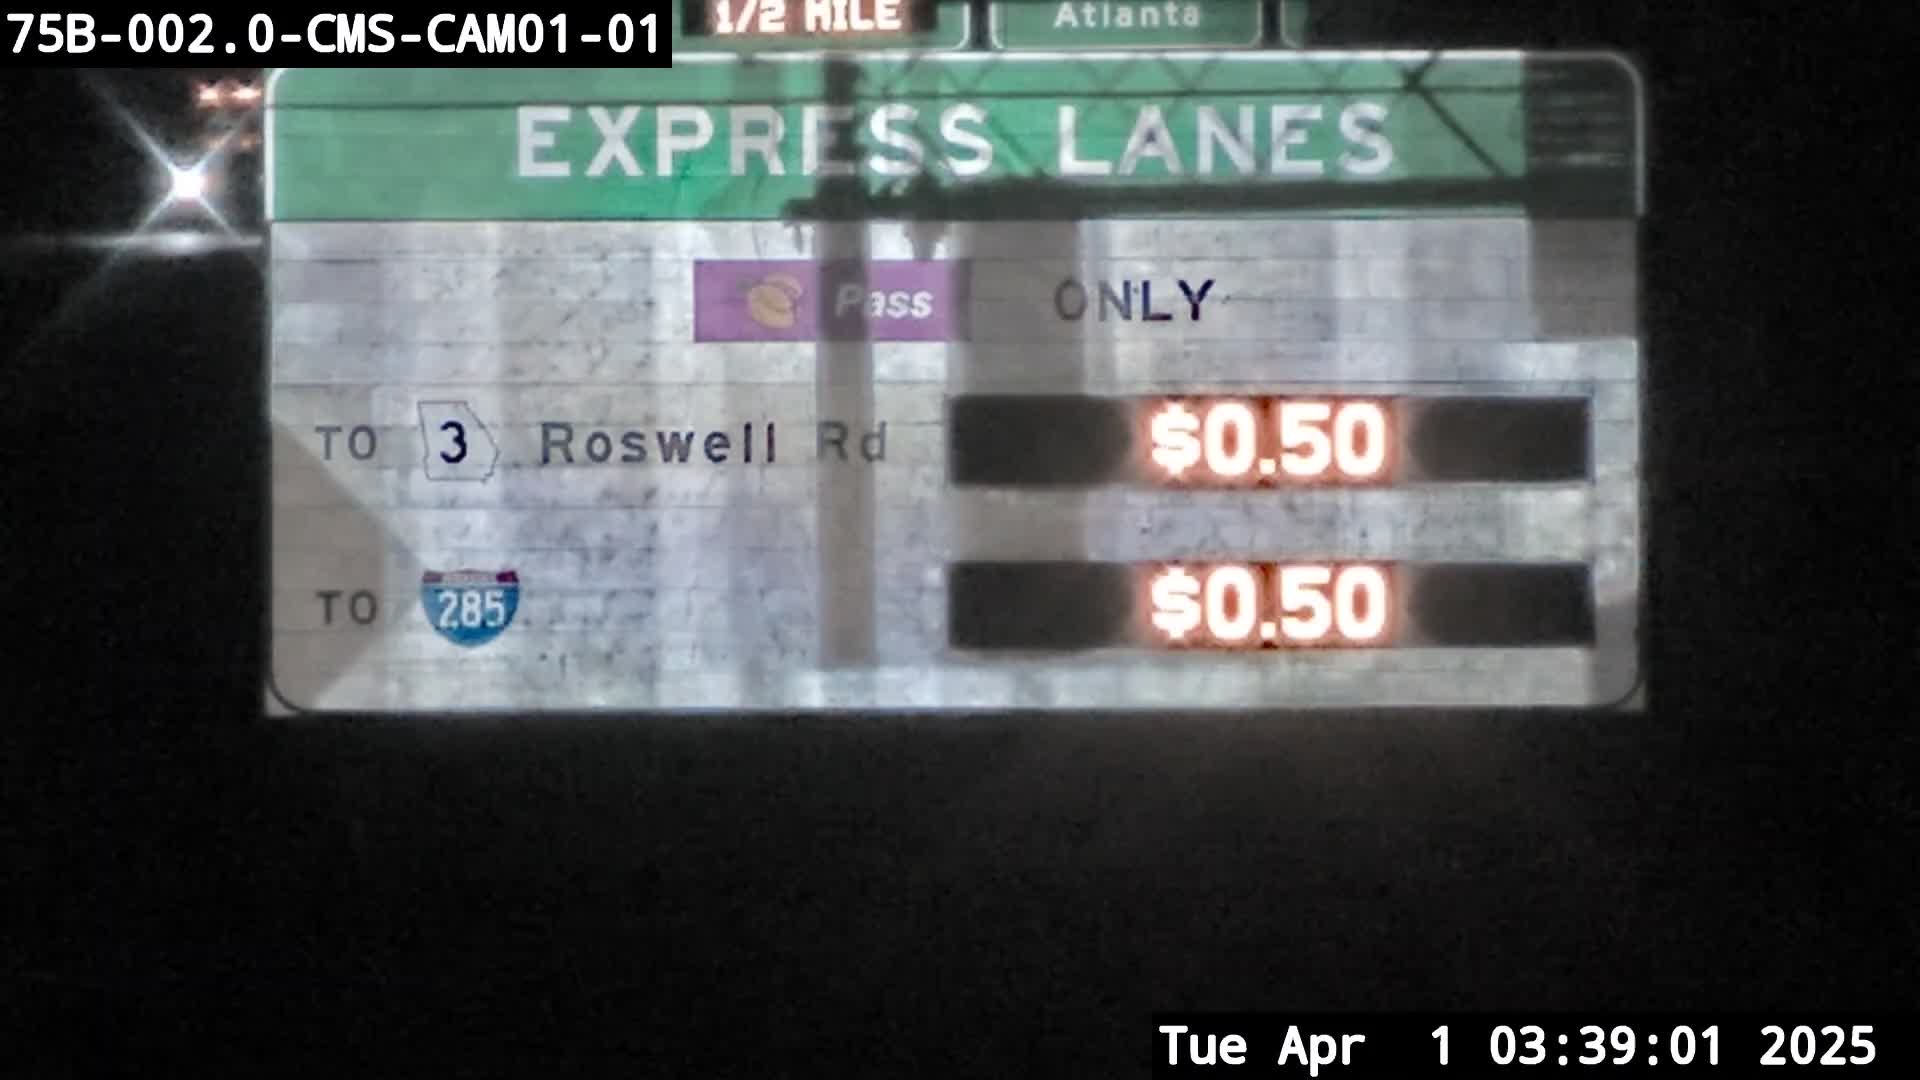 75B-002.0-CMS-CAM01-01
1/2 MILE
Atlanta
EXPRESS LANES
Pass ONLY
TO 3 Roswell Rd $0.50
TO 285 $0.50
Tue Apr 1 03:39:01 2025